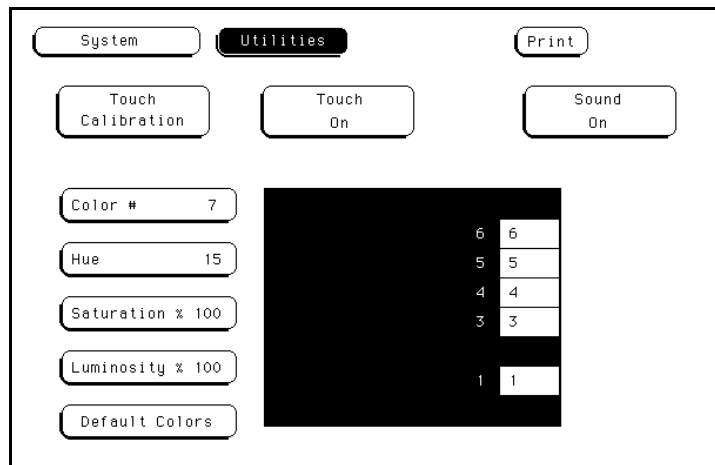 System Utilities Print
Touch Calibration
Touch On
Sound On
Color # 7
Hue 15
Saturation % 100
Luminosity % 100
Default Colors
6 6
5 5
4 4
3 3
1 1